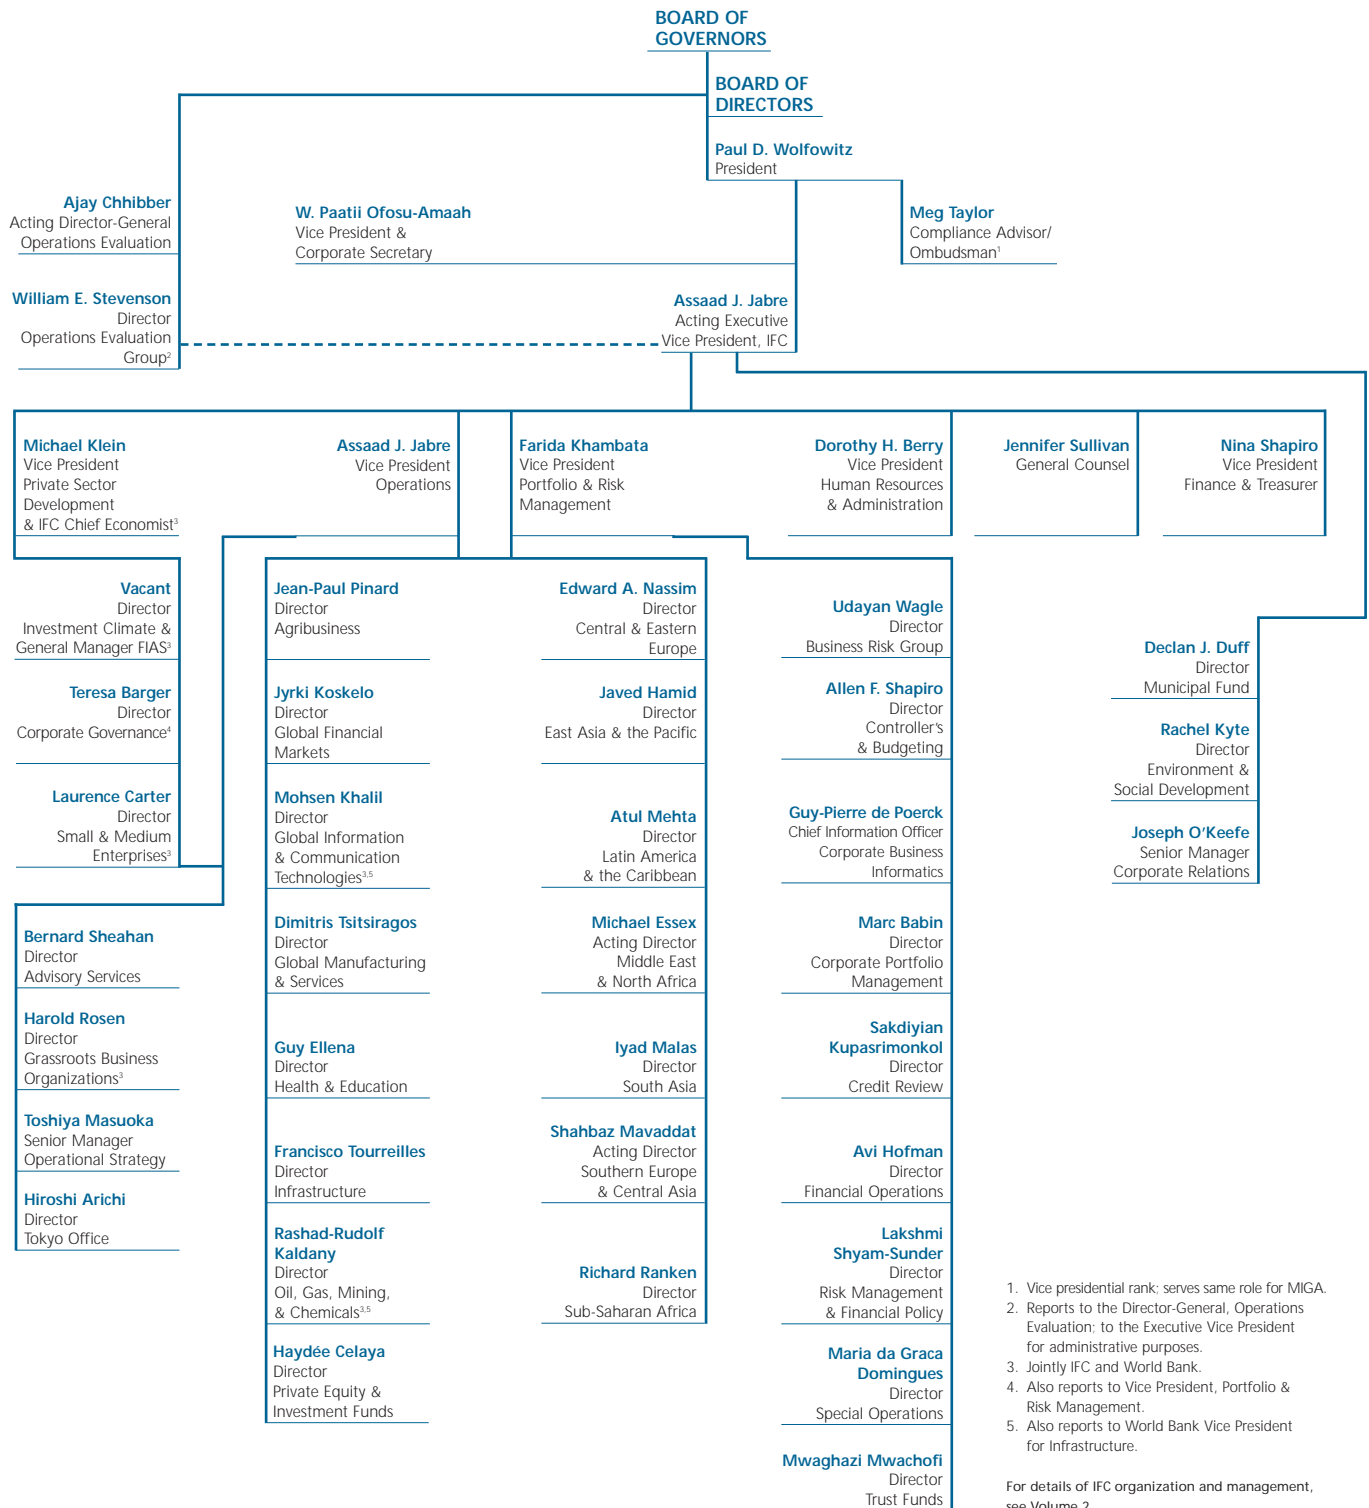 BOARD OF
GOVERNORS
BOARD OF
DIRECTORS
Paul D. Wolfowitz
President
Ajay Chhibber
Acting Director-General
Operations Evaluation
W. Paatii Ofosu-Amaah
Vice President &
Corporate Secretary
Meg Taylor
Compliance Advisor/
Ombudsman1
William E. Stevenson
Director
Operations Evaluation
Group2
Assaad J. Jabre
Acting Executive
Vice President, IFC
Michael Klein
Vice President
Private Sector
Development
& IFC Chief Economist3
Assaad J. Jabre
Vice President
Operations
Farida Khambata
Vice President
Portfolio & Risk
Management
Dorothy H. Berry
Vice President
Human Resources
& Administration
Jennifer Sullivan
General Counsel
Nina Shapiro
Vice President
Finance & Treasurer
Vacant
Director
Investment Climate &
General Manager FIAS3
Teresa Barger
Director
Corporate Governance4
Laurence Carter
Director
Small & Medium
Enterprises3
Bernard Sheahan
Director
Advisory Services
Harold Rosen
Director
Grassroots Business
Organizations3
Toshiya Masuoka
Senior Manager
Operational Strategy
Hiroshi Arichi
Director
Tokyo Office
Jean-Paul Pinard
Director
Agribusiness
Jyrki Koskelo
Director
Global Financial
Markets
Mohsen Khalil
Director
Global Information
& Communication
Technologies3,5
Dimitris Tsitsiragos
Director
Global Manufacturing
& Services
Guy Ellena
Director
Health & Education
Francisco Tourreilles
Director
Infrastructure
Rashad-Rudolf
Kaldany
Director
Oil, Gas, Mining,
& Chemicals3,5
Haydée Celaya
Director
Private Equity &
Investment Funds
Edward A. Nassim
Director
Central & Eastern
Europe
Javed Hamid
Director
East Asia & the Pacific
Atul Mehta
Director
Latin America
& the Caribbean
Michael Essex
Acting Director
Middle East
& North Africa
Iyad Malas
Director
South Asia
Shahbaz Mavaddat
Acting Director
Southern Europe
& Central Asia
Richard Ranken
Director
Sub-Saharan Africa
Udayan Wagle
Director
Business Risk Group
Allen F. Shapiro
Director
Controller's
& Budgeting
Guy-Pierre de Poerck
Chief Information Officer
Corporate Business
Informatics
Marc Babin
Director
Corporate Portfolio
Management
Sakdiyian
Kupasrimonkol
Director
Credit Review
Avi Hofman
Director
Financial Operations
Lakshmi
Shyam-Sunder
Director
Risk Management
& Financial Policy
Maria da Graca
Domingues
Director
Special Operations
Mwaghazi Mwachofi
Director
Trust Funds
Declan J. Duff
Director
Municipal Fund
Rachel Kyte
Director
Environment &
Social Development
Joseph O'Keefe
Senior Manager
Corporate Relations
1. Vice presidential rank; serves same role for MIGA.
2. Reports to the Director-General, Operations
Evaluation; to the Executive Vice President
for administrative purposes.
3. Jointly IFC and World Bank.
4. Also reports to Vice President, Portfolio &
Risk Management.
5. Also reports to World Bank Vice President
for Infrastructure.
For details of IFC organization and management,
see Volume 2